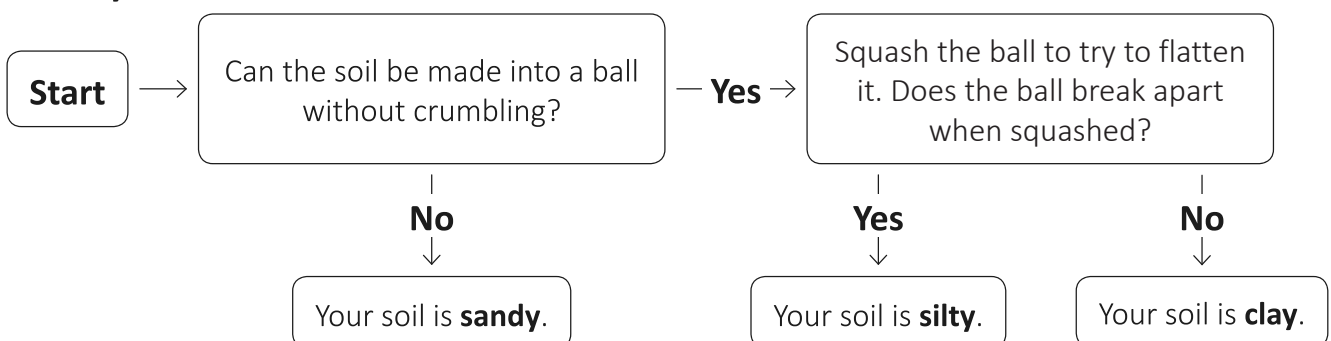 Start
Can the soil be made into a ball
without crumbling?
Yes
Squash the ball to try to flatten
it. Does the ball break apart
when squashed?
No
Yes
No
Your soil is sandy.
Your soil is silty.
Your soil is clay.